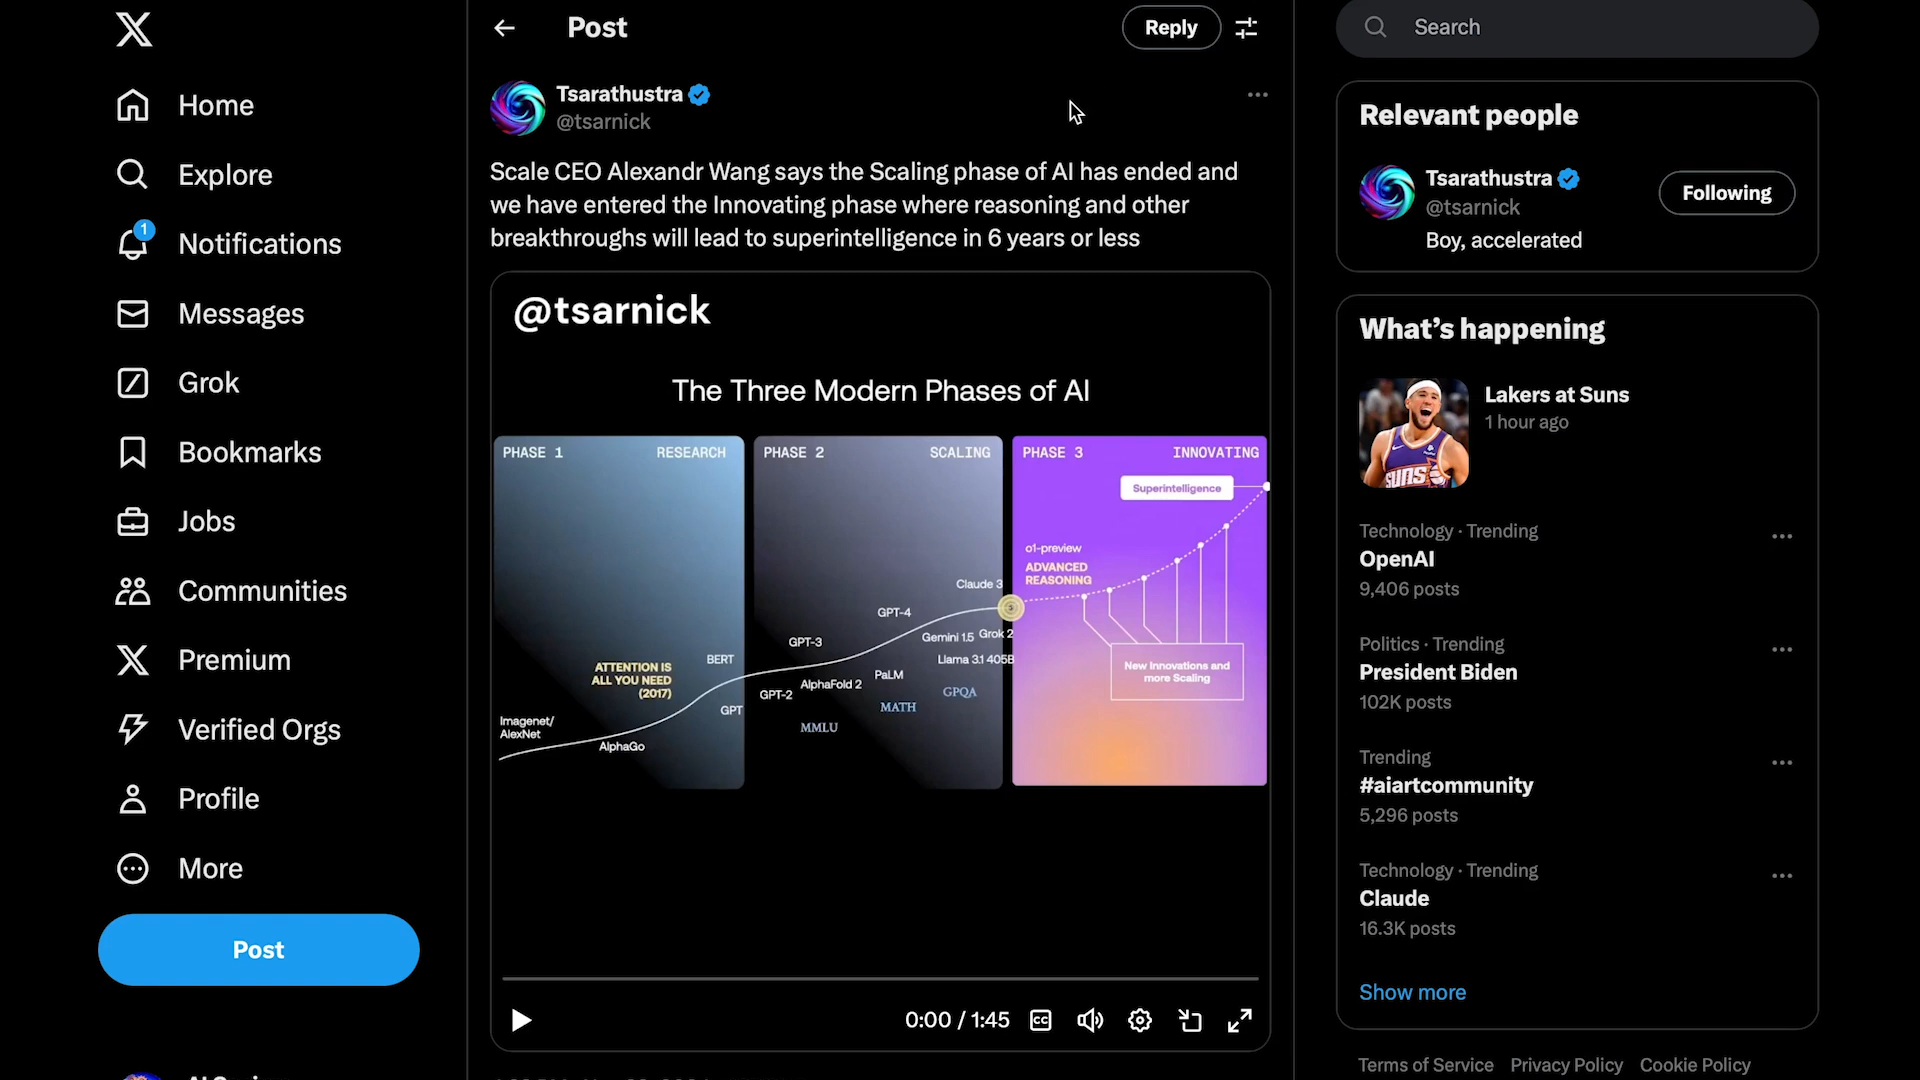 Home
Explore
1
Notifications
Messages
Grok
Bookmarks
Jobs
Communities
Premium
Verified Orgs
Profile
More
Post
Post
Reply
Tsarathustra
@tsarnick
Scale CEO Alexandr Wang says the Scaling phase of AI has ended and
we have entered the Innovating phase where reasoning and other
breakthroughs will lead to superintelligence in 6 years or less
@tsarnick
The Three Modern Phases of AI
PHASE 1 RESEARCH
Imagenet/
AlexNet
AlphaGo
ATTENTION IS
ALL YOU NEED
(2017)
BERT
GPT
PHASE 2 SCALING
GPT-2
GPT-3
AlphaFold 2
MMLU
GPT-4
PaLM
MATH
Claude 3
Gemini 1.5
Grok 2
Llama 3.1 405B
GPQA
PHASE 3 INNOVATING
Superintelligence
o1-preview
ADVANCED
REASONING
New Innovations and
more Scaling
0:00 / 1:45
CC
Search
Relevant people
Tsarathustra
@tsarnick
Following
Boy, accelerated
What's happening
SUNS
Lakers at Suns
1 hour ago
Technology · Trending
OpenAI
9,406 posts
Politics · Trending
President Biden
102K posts
Trending
#aiartcommunity
5,296 posts
Technology · Trending
Claude
16.3K posts
Show more
Terms of Service Privacy Policy Cookie Policy